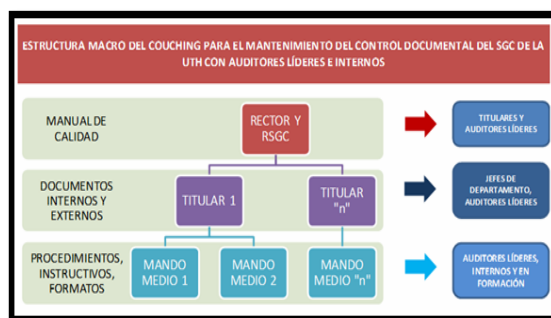 ESTRUCTURA MACRO DEL COUCHING PARA EL MANTENIMIENTO DEL CONTROL DOCUMENTAL DEL SGC DE LA
UTH CON AUDITORES LÍDERES E INTERNOS
MANUAL DE
CALIDAD
RECTOR Y
RSGC
TITULARES Y
AUDITORES LÍDERES
DOCUMENTOS
INTERNOS Y
EXTERNOS
TITULAR 1
TITULAR
"n"
JEFES DE
DEPARTAMENTO,
AUDITORES LÍDERES
PROCEDIMIENTOS,
INSTRUCTIVOS,
FORMATOS
MANDO
MEDIO 1
MANDO
MEDIO 2
MANDO
MEDIO "n"
AUDITORES LÍDERES,
INTERNOS Y EN
FORMACIÓN